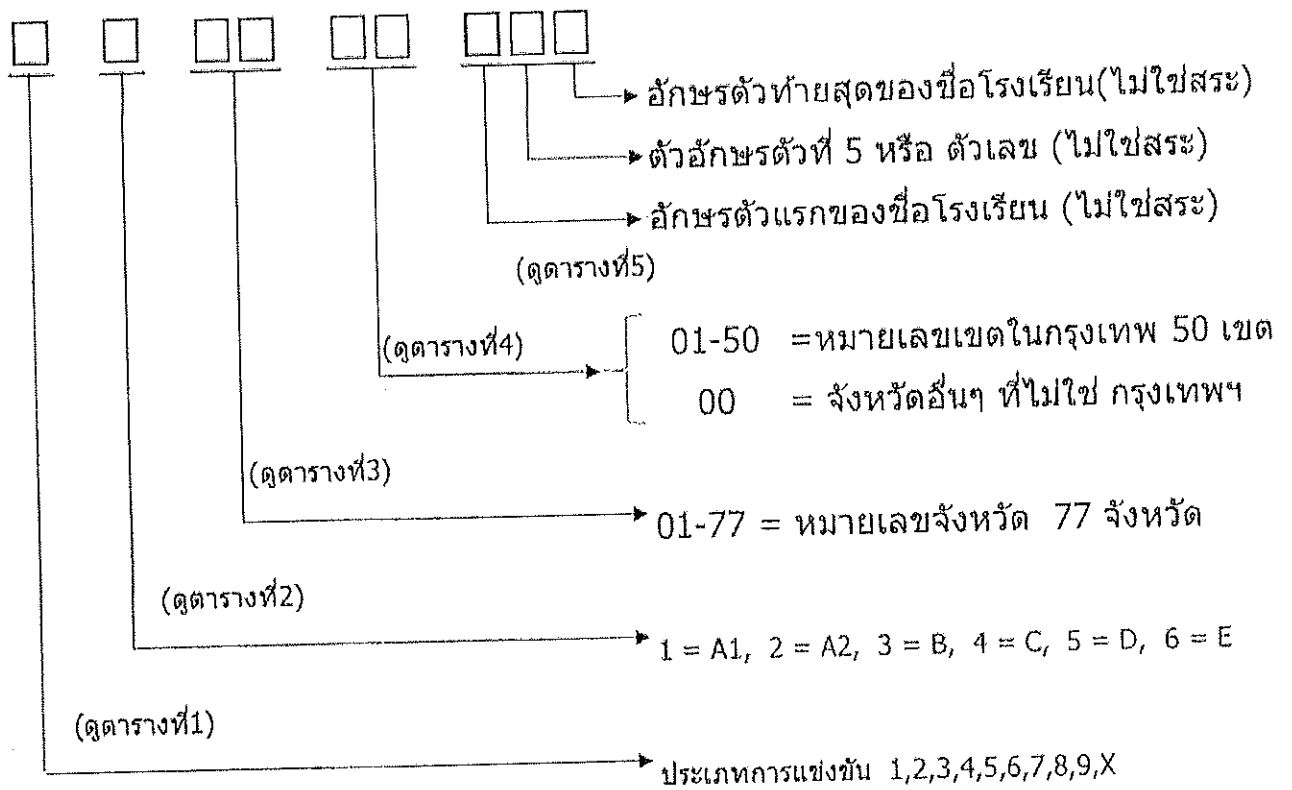 อักษรตัวท้ายสุดของชื่อโรงเรียน(ไม่ใช่สระ)
ตัวอักษรตัวที่ 5 หรือ ตัวเลข (ไม่ใช่สระ)
อักษรตัวแรกของชื่อโรงเรียน (ไม่ใช่สระ)
(ดูตารางที่5)
(ดูตารางที่4)
01-50 =หมายเลขเขตในกรุงเทพ 50 เขต
00 = จังหวัดอื่นๆ ที่ไม่ใช่ กรุงเทพฯ
(ดูตารางที่3)
01-77 = หมายเลขจังหวัด 77 จังหวัด
(ดูตารางที่2)
1 = A1, 2 = A2, 3 = B, 4 = C, 5 = D, 6 = E
(ดูตารางที่1)
ประเภทการแข่งขัน 1,2,3,4,5,6,7,8,9,X